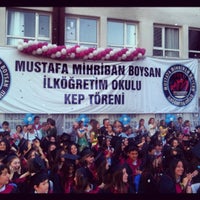 MUSTAFA MİHRİBAN BOYSAN
İLKÖĞRETİM OKULU
KEP TÖRENİ